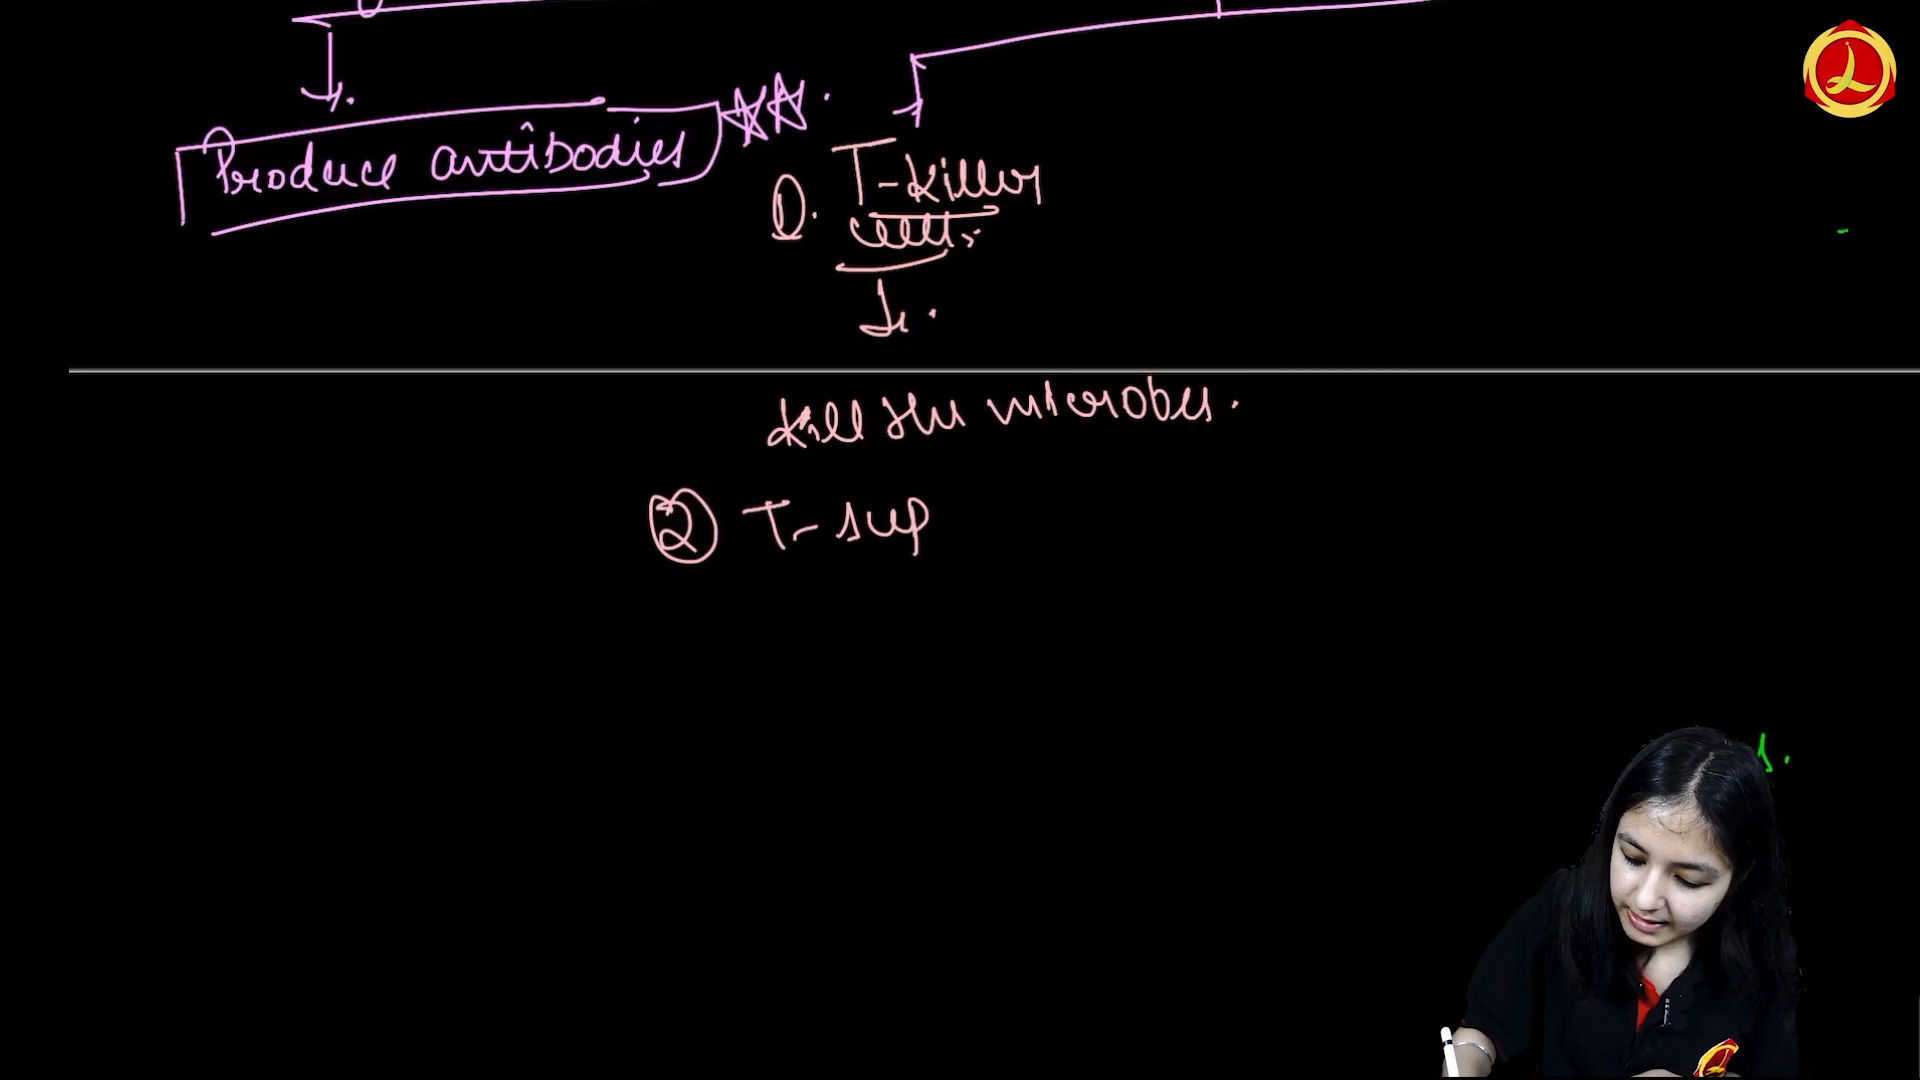 Produce antibodies
①. T-killer
cells
kill the microbes.
② T-sup